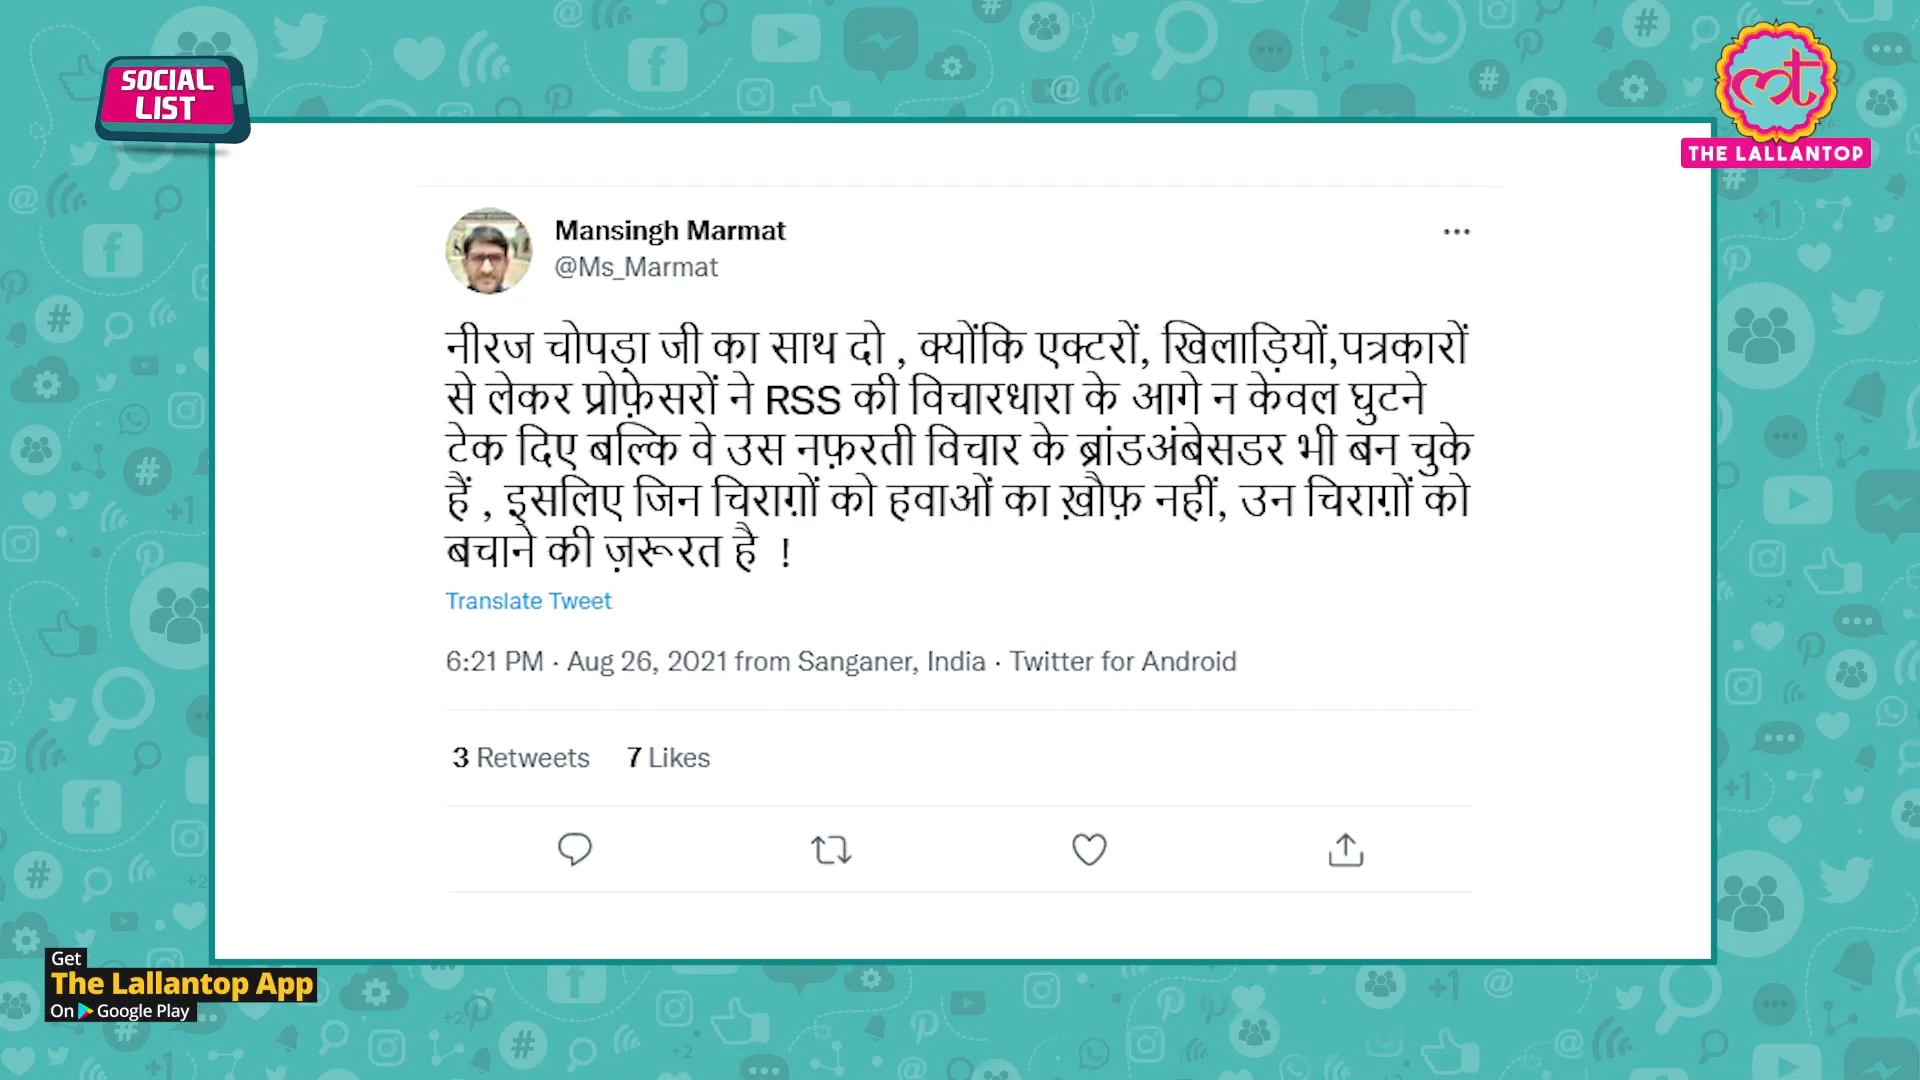 SOCIAL
LIST
THE LALLANTOP
Mansingh Marmat
@Ms_Marmat
नीरज चोपड़ा जी का साथ दो , क्योंकि एक्टरों, खिलाड़ियों,पत्रकारों
से लेकर प्रोफ़ेसरों ने RSS की विचारधारा के आगे न केवल घुटने
टेक दिए बल्कि वे उस नफ़रती विचार के ब्रांडअंबेसडर भी बन चुके
हैं , इसलिए जिन चिराग़ों को हवाओं का ख़ौफ़ नहीं, उन चिराग़ों को
बचाने की ज़रूरत है !
Translate Tweet
6:21 PM · Aug 26, 2021 from Sanganer, India · Twitter for Android
3 Retweets 7 Likes
Get
The Lallantop App
On Google Play